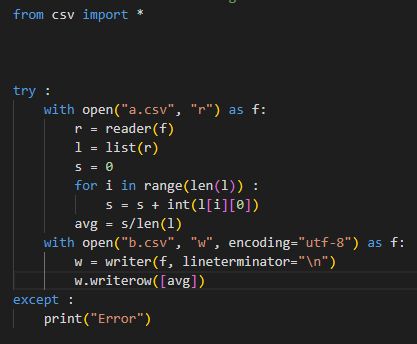 from csv import *
try :
    with open("a.csv", "r") as f:
        r = reader(f)
        l = list(r)
        s = 0
        for i in range(len(l)) :
            s = s + int(l[i][0])
        avg = s/len(l)
    with open("b.csv", "w", encoding="utf-8") as f:
        w = writer(f, lineterminator="\n")
        w.writerow([avg])
except :
    print("Error")